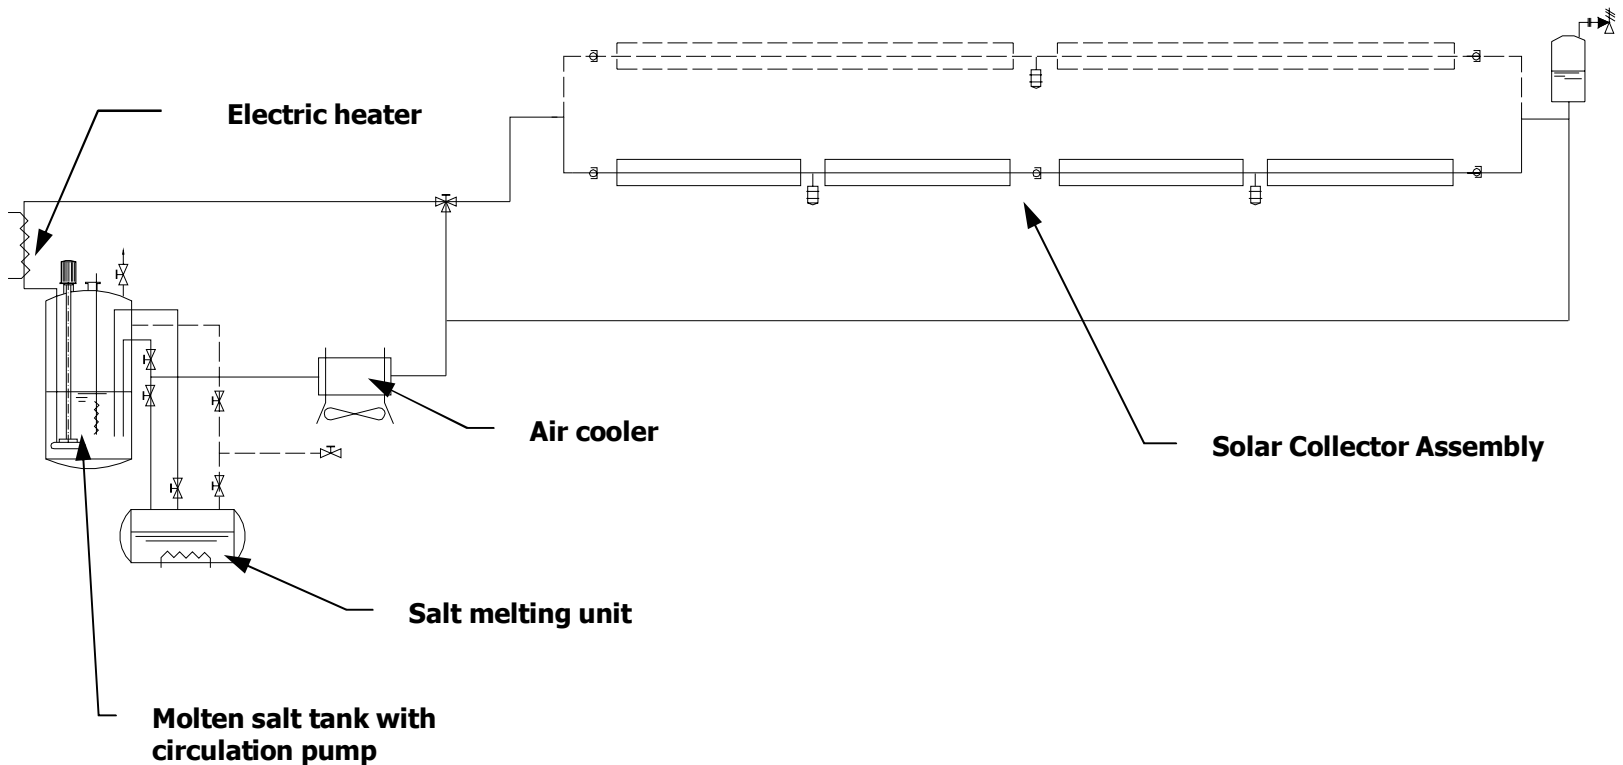 Electric heater
Air cooler
Solar Collector Assembly
Salt melting unit
Molten salt tank with
circulation pump